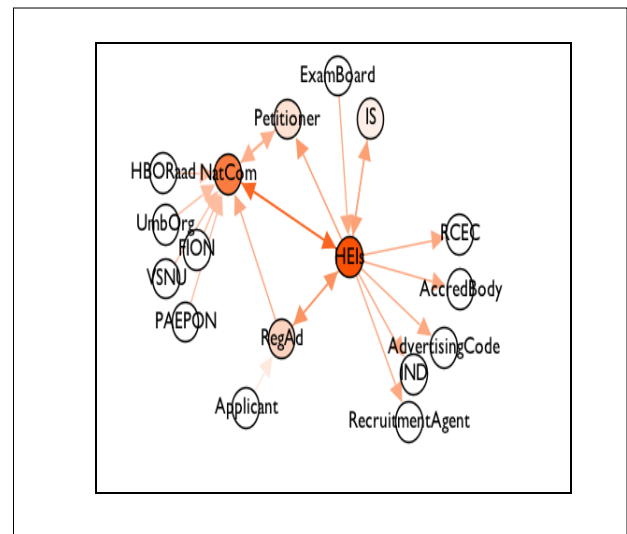 ExamBoard
Petitioner
IS
HBORaad
NatCom
UmbOrg
RCEC
FION
HEIs
VSNU
AccredBody
PAEPON
RegAd
AdvertisingCode
IND
Applicant
RecruitmentAgent